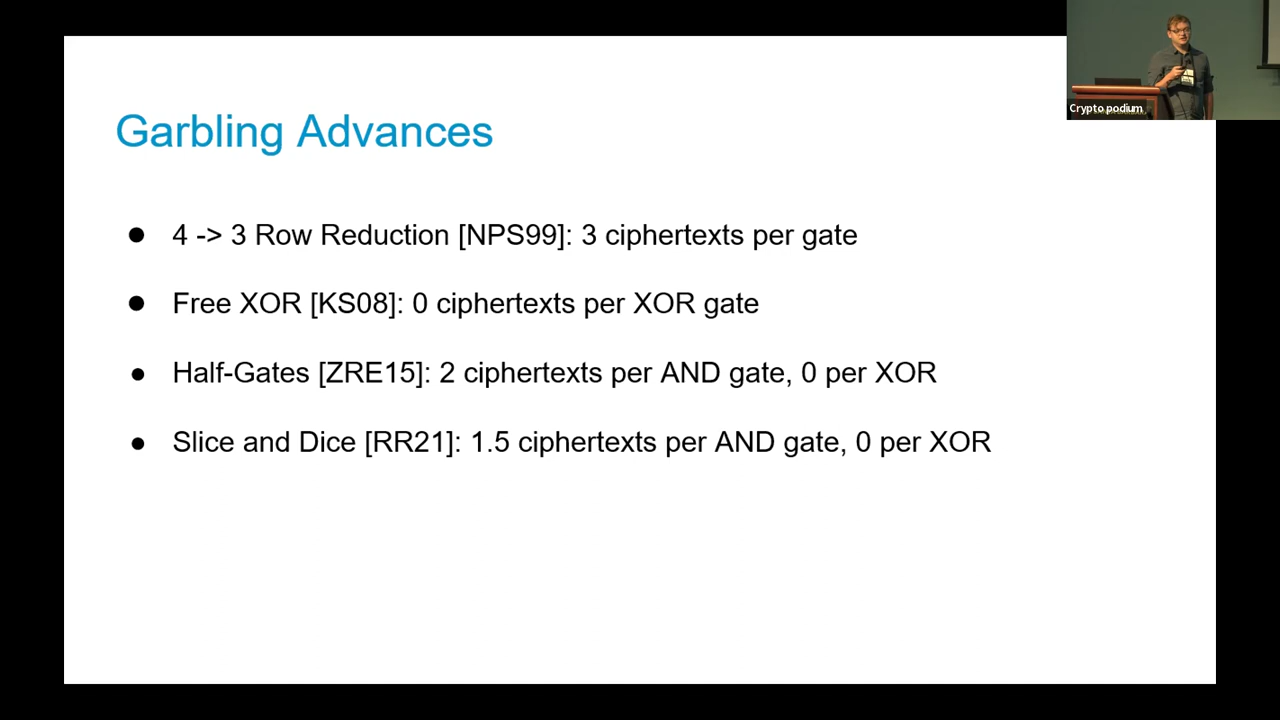 Crypto podium
Garbling Advances
● 4 -> 3 Row Reduction [NPS99]: 3 ciphertexts per gate
● Free XOR [KS08]: 0 ciphertexts per XOR gate
● Half-Gates [ZRE15]: 2 ciphertexts per AND gate, 0 per XOR
● Slice and Dice [RR21]: 1.5 ciphertexts per AND gate, 0 per XOR